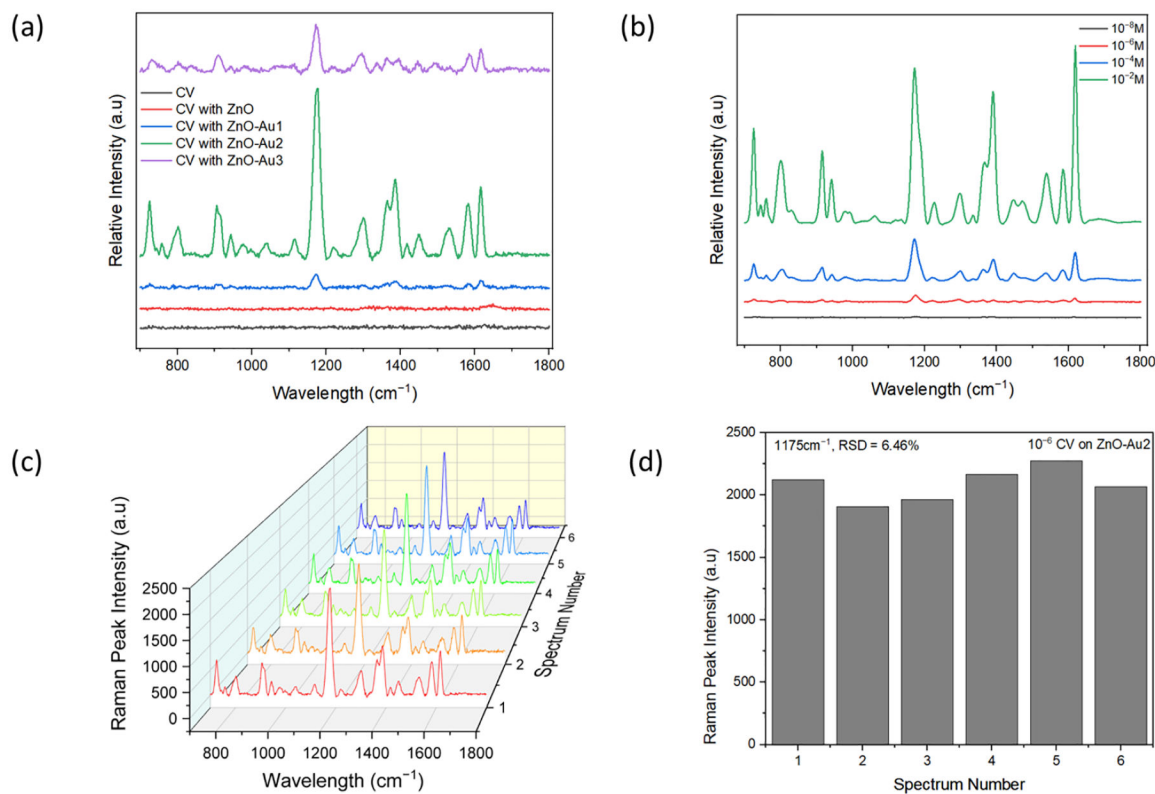 (a)
Relative Intensity (a.u)
CV
CV with ZnO
CV with ZnO-Au1
CV with ZnO-Au2
CV with ZnO-Au3
800 1000 1200 1400 1600 1800
Wavelength (cm⁻¹)
(b)
Relative Intensity (a.u)
10⁻⁸M
10⁻⁶M
10⁻⁴M
10⁻²M
800 1000 1200 1400 1600 1800
Wavelength (cm⁻¹)
(c)
Raman Peak Intensity (a.u)
2500
2000
1500
1000
500
0
800 1000 1200 1400 1600 1800
Wavelength (cm⁻¹)
6
5
4
3
2
1
Spectrum Number
(d)
Raman Peak Intensity (a.u)
2500
2000
1500
1000
500
0
1175cm⁻¹, RSD = 6.46%
10⁻⁶ CV on ZnO-Au2
1 2 3 4 5 6
Spectrum Number